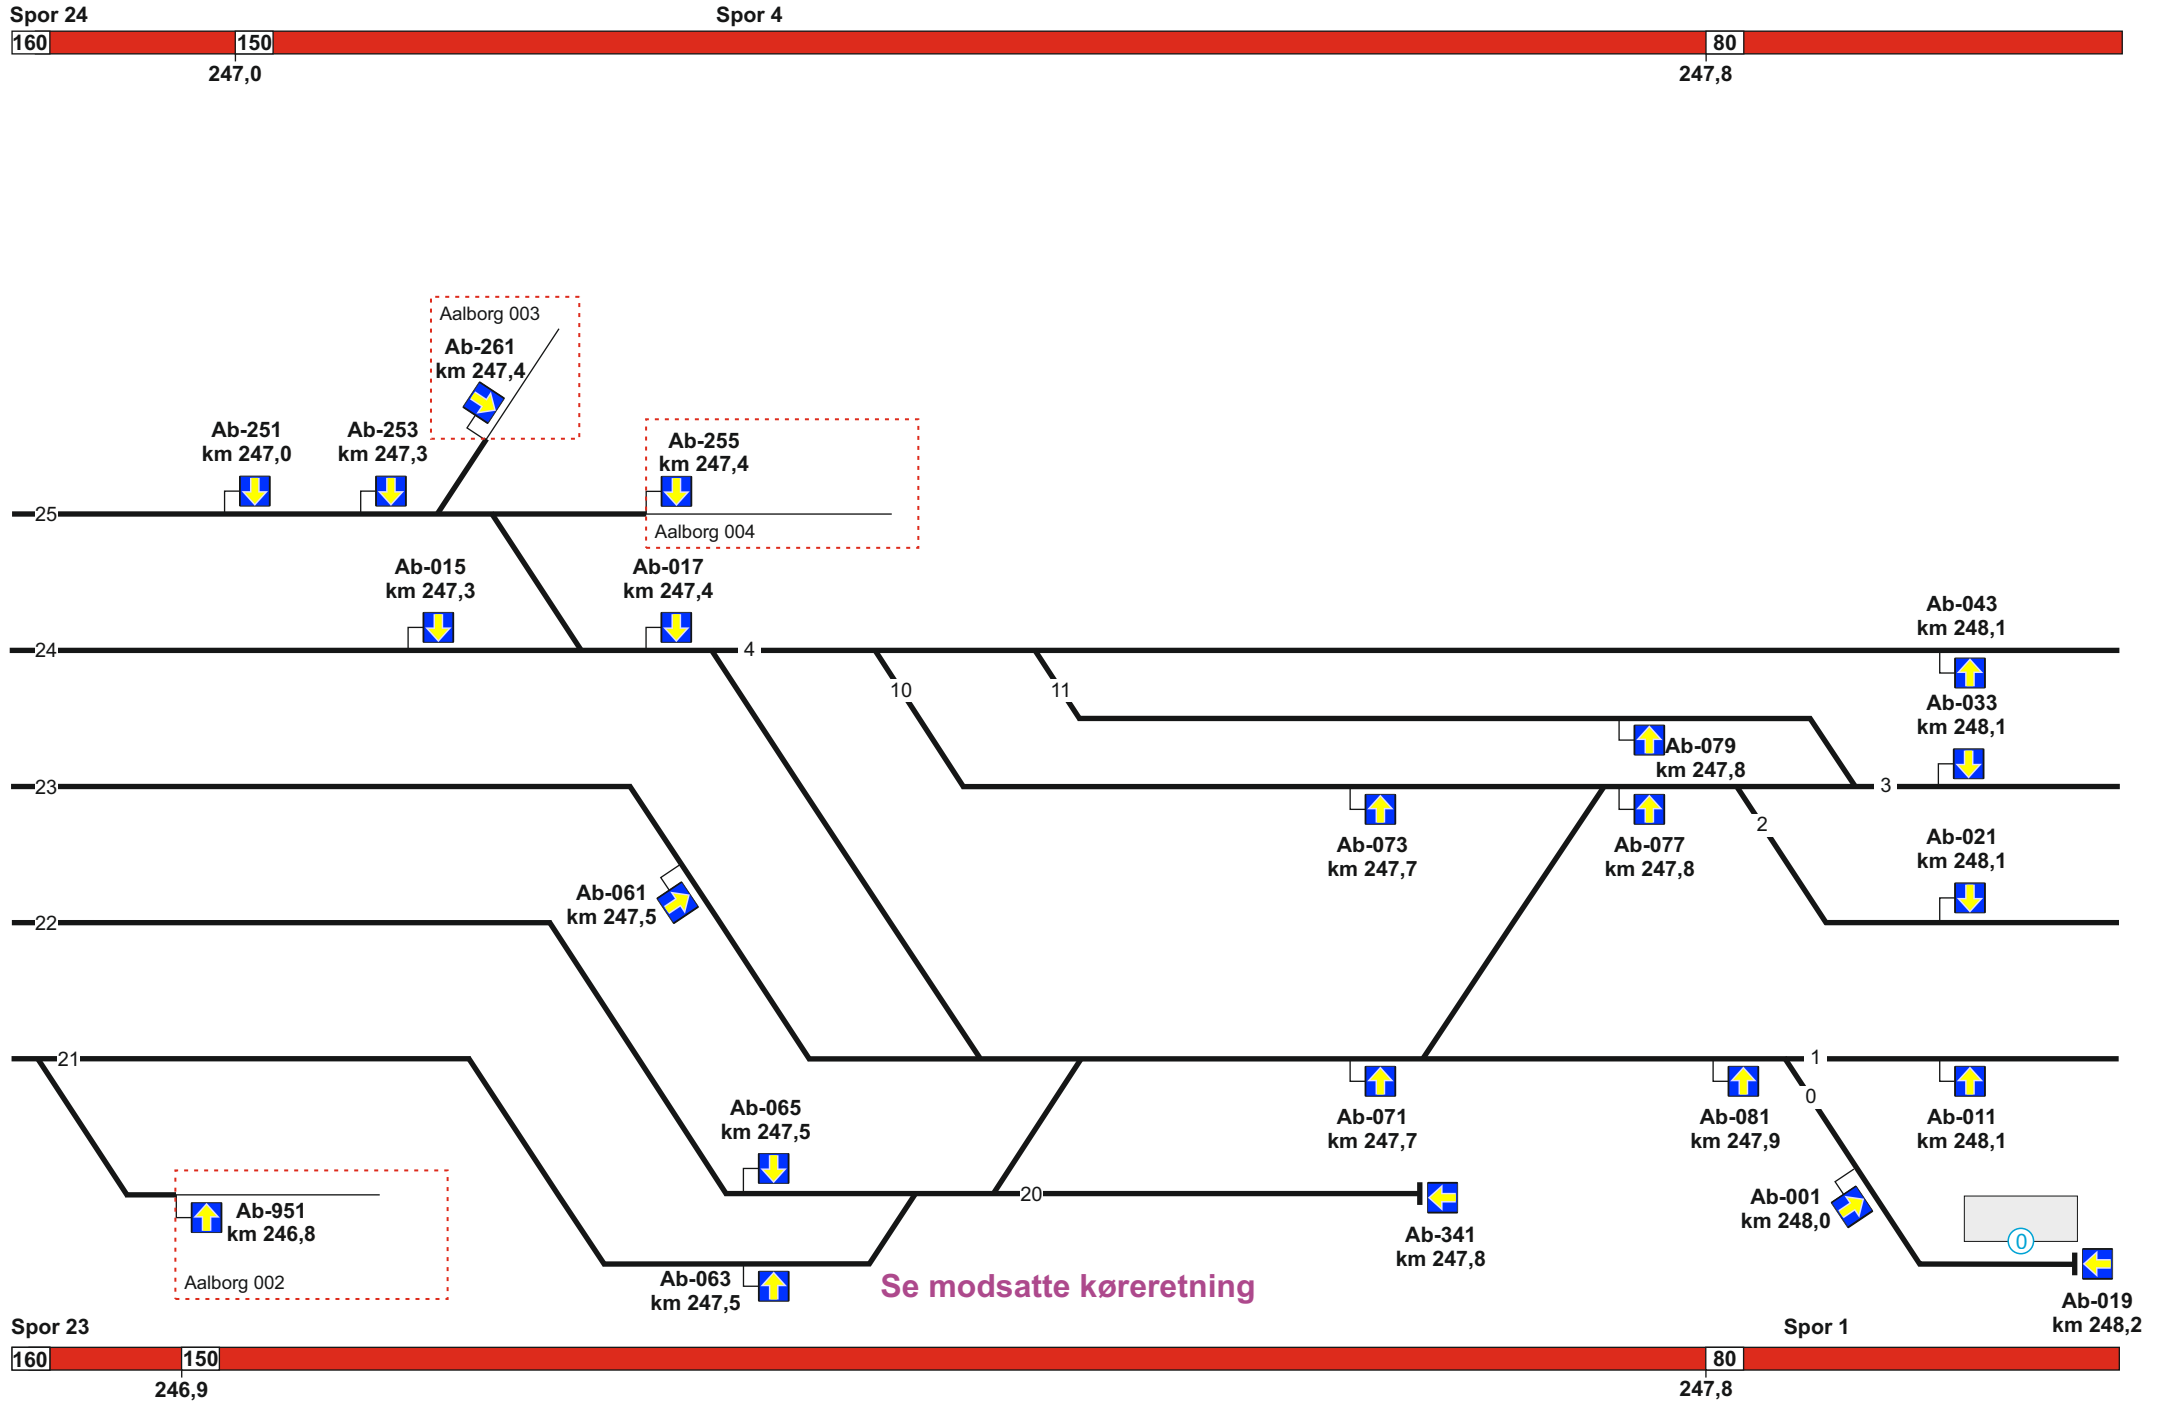 Spor 24
Spor 4
160
150
80
247,0
247,8
Aalborg 003
Ab-261
km 247,4
Ab-251
km 247,0
Ab-253
km 247,3
Ab-255
km 247,4
25
Aalborg 004
Ab-015
km 247,3
Ab-017
km 247,4
Ab-043
km 248,1
24
4
10
11
Ab-033
km 248,1
Ab-079
km 247,8
23
3
2
Ab-073
km 247,7
Ab-077
km 247,8
Ab-021
km 248,1
Ab-061
km 247,5
22
21
1
0
Ab-065
km 247,5
Ab-071
km 247,7
Ab-081
km 247,9
Ab-011
km 248,1
20
Ab-951
km 246,8
Ab-001
km 248,0
0
Ab-341
km 247,8
Aalborg 002
Ab-063
km 247,5
Se modsatte køreretning
Ab-019
km 248,2
Spor 23
Spor 1
160
150
80
246,9
247,8